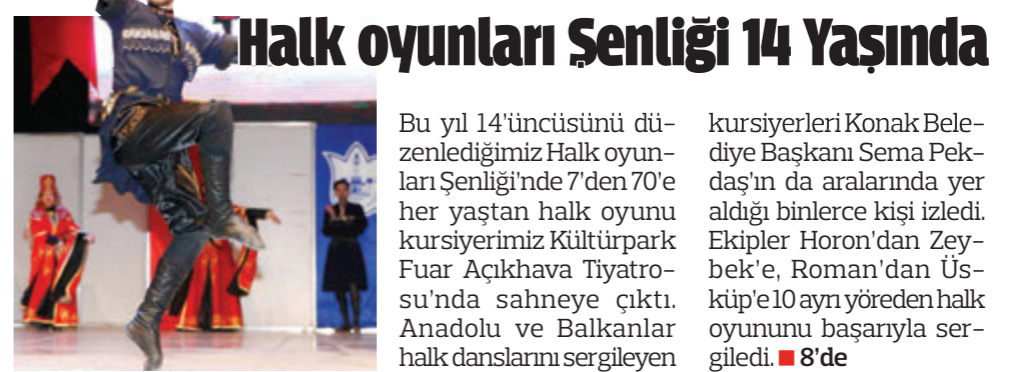 Halk oyunları Şenliği 14 Yaşında
Bu yıl 14'üncüsünü dü-
zenlediğimiz Halk oyun-
ları Şenliği'nde 7'den 70'e
her yaştan halk oyunu
kursiyerimiz Kültürpark
Fuar Açıkhava Tiyatro-
su'nda sahneye çıktı.
Anadolu ve Balkanlar
halk danslarını sergileyen
kursiyerleri Konak Bele-
diye Başkanı Sema Pek-
daş'ın da aralarında yer
aldığı binlerce kişi izledi.
Ekipler Horon'dan Zey-
bek'e, Roman'dan Üs-
küp'e 10 ayrı yöreden halk
oyununu başarıyla ser-
giledi. ■ 8'de